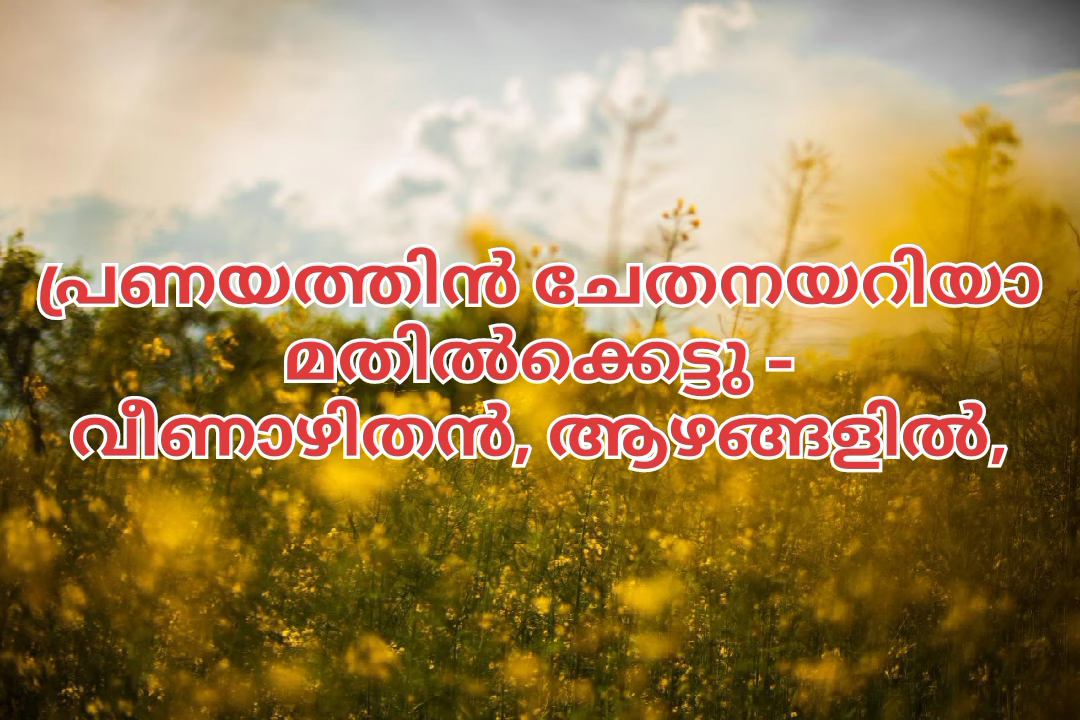 പ്രണയത്തിൻ ചേതനയറിയാ
മതിൽക്കെട്ടു -
വീണാഴിതൻ, ആഴങ്ങളിൽ,